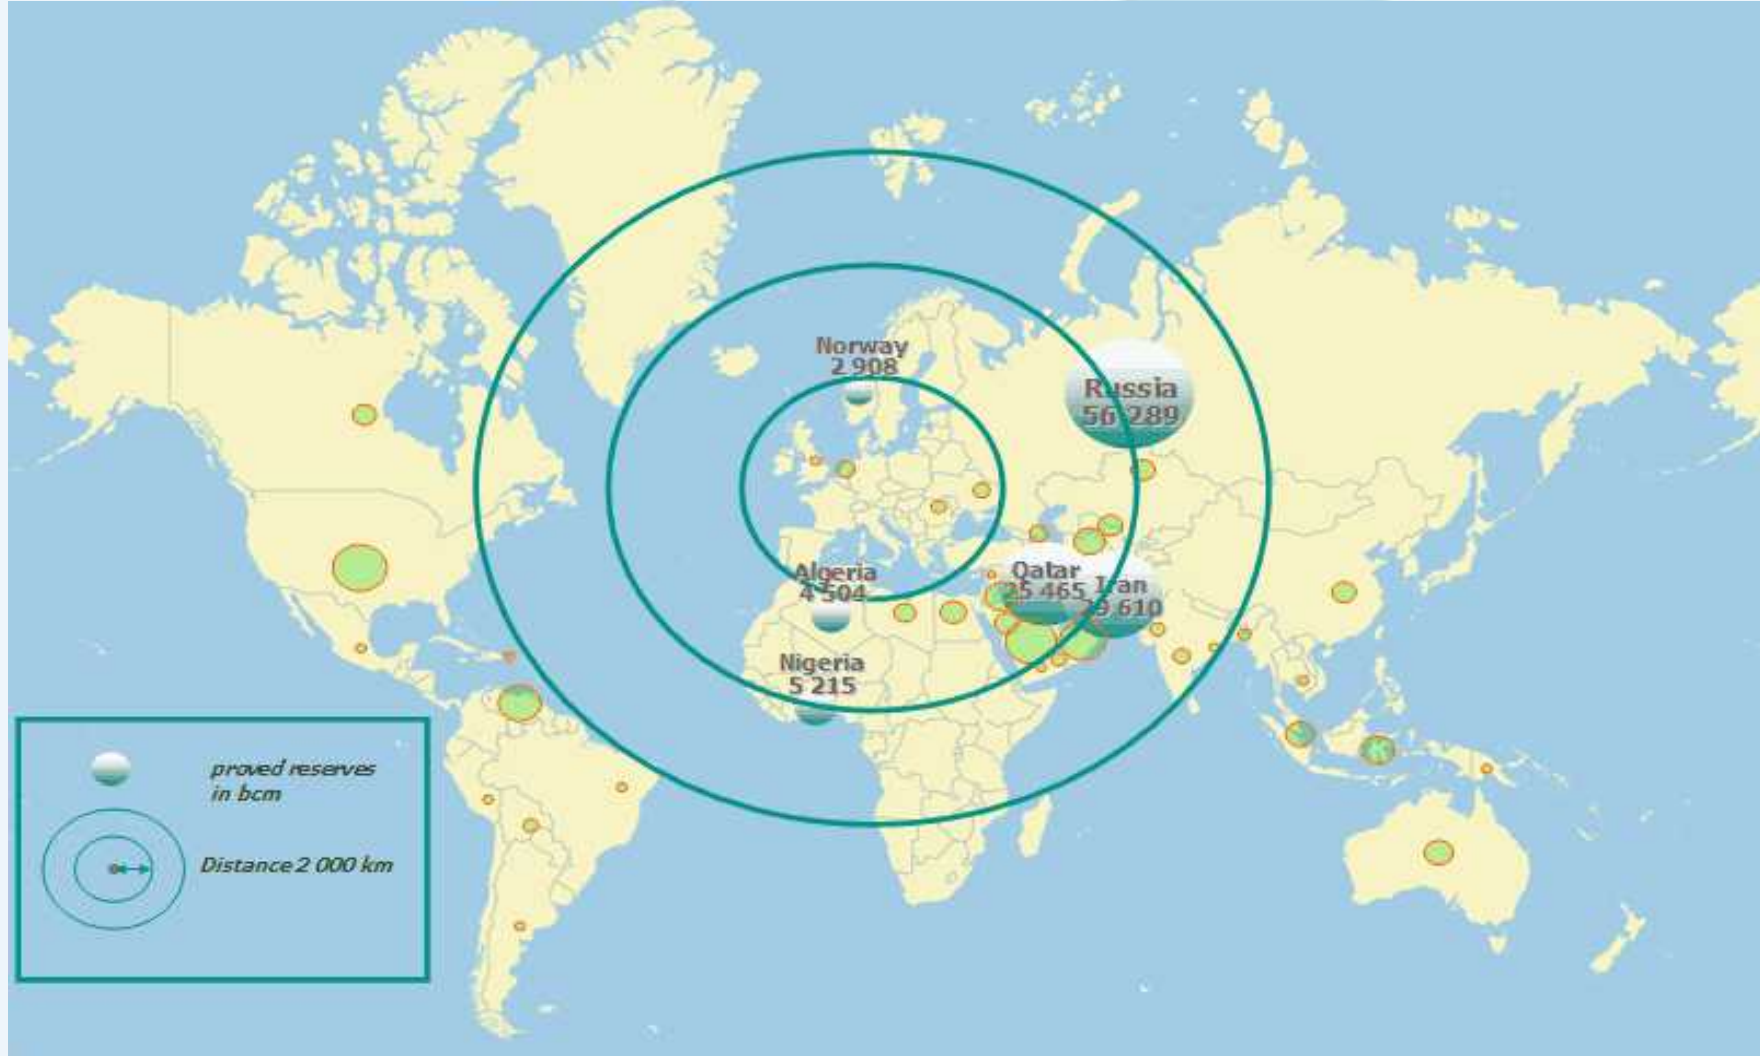 Norway
2 908
Russia
56 289
Algeria
4 504
Qatar
25 465
Iran
29 610
Nigeria
5 215
proved reserves
in bcm
Distance 2 000 km